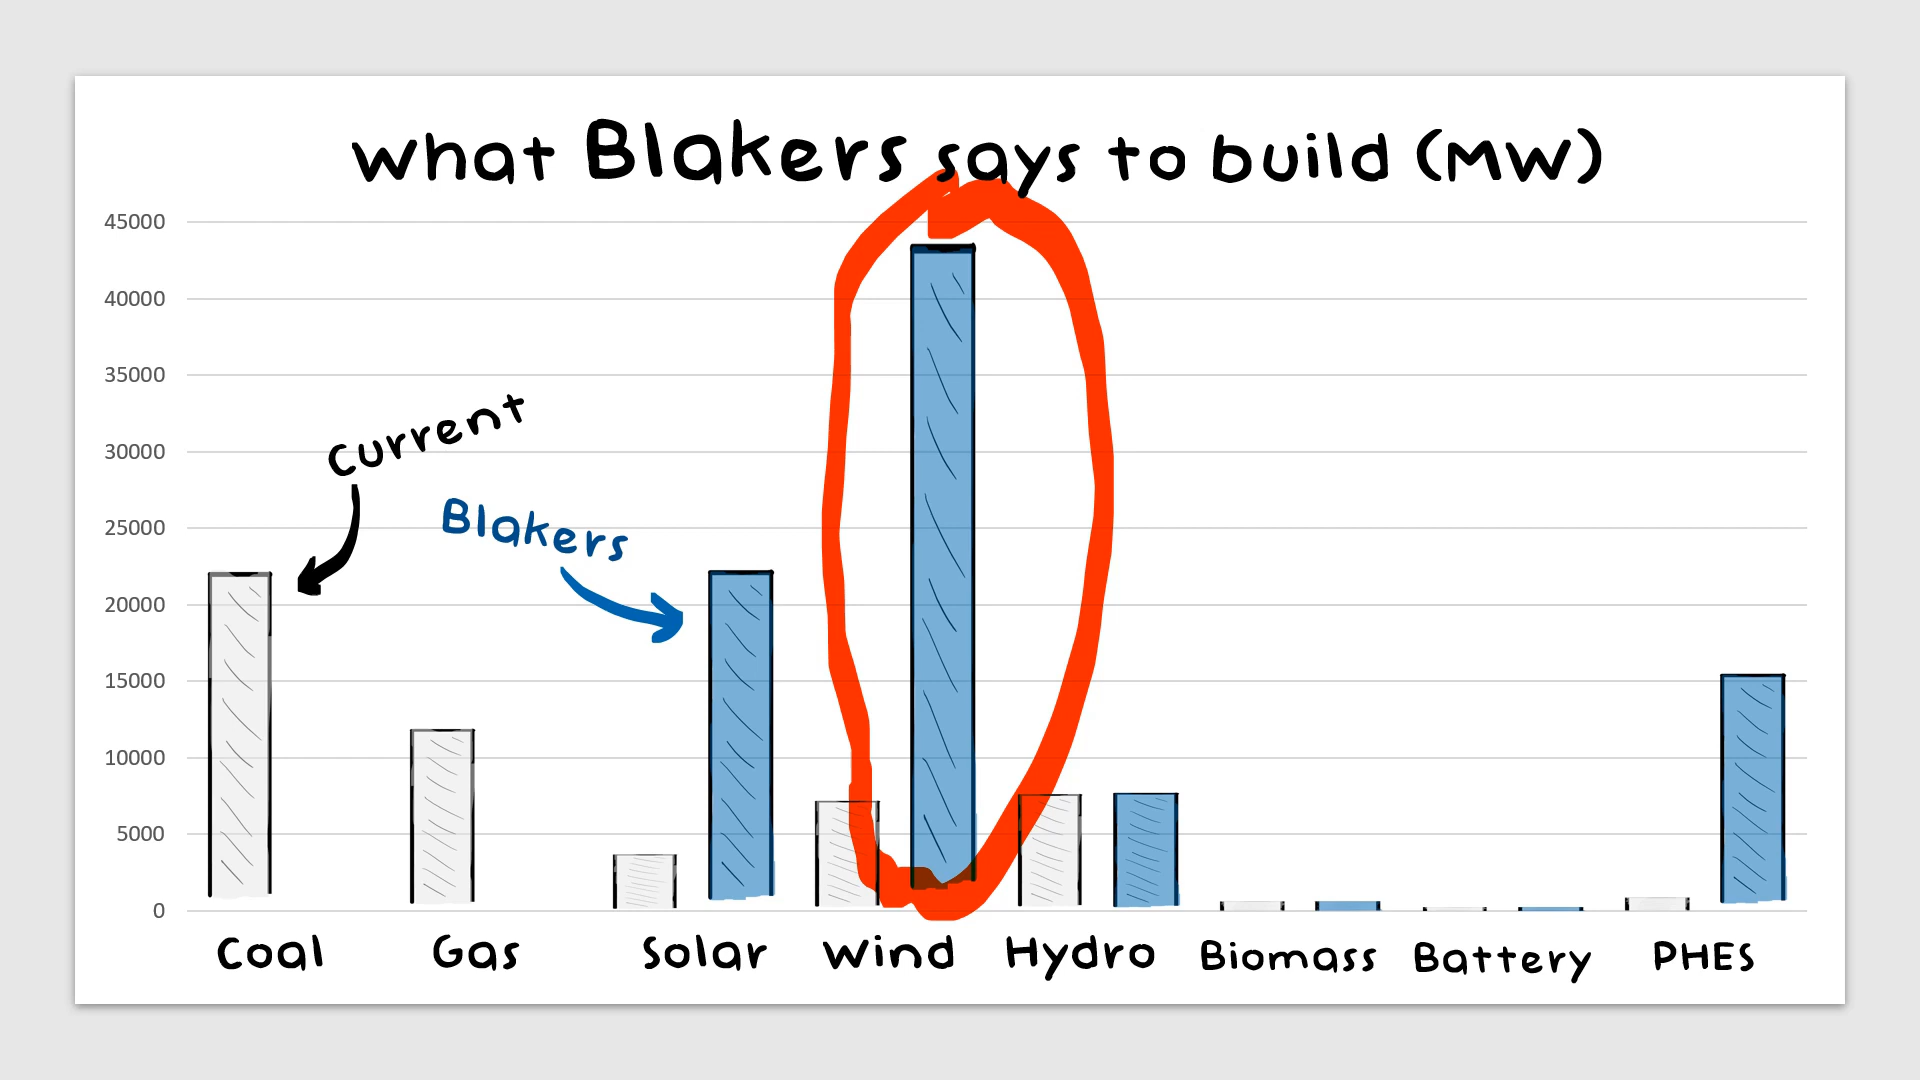 What Blakers says to build (MW)
45000
40000
35000
30000
25000
20000
15000
10000
5000
0
Current
Blakers
Coal Gas Solar Wind Hydro Biomass Battery PHES